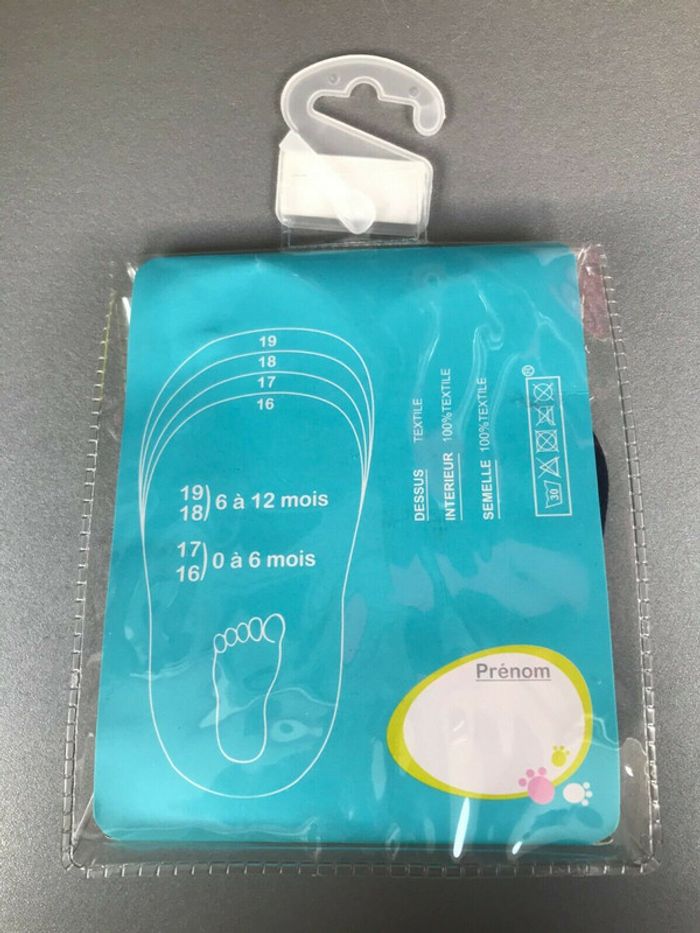 19
18
17
16
19
18) 6 à 12 mois
17
16) 0 à 6 mois
DESSUS TEXTILE
INTERIEUR 100%TEXTILE
SEMELLE 100%TEXTILE
30
®
Prénom